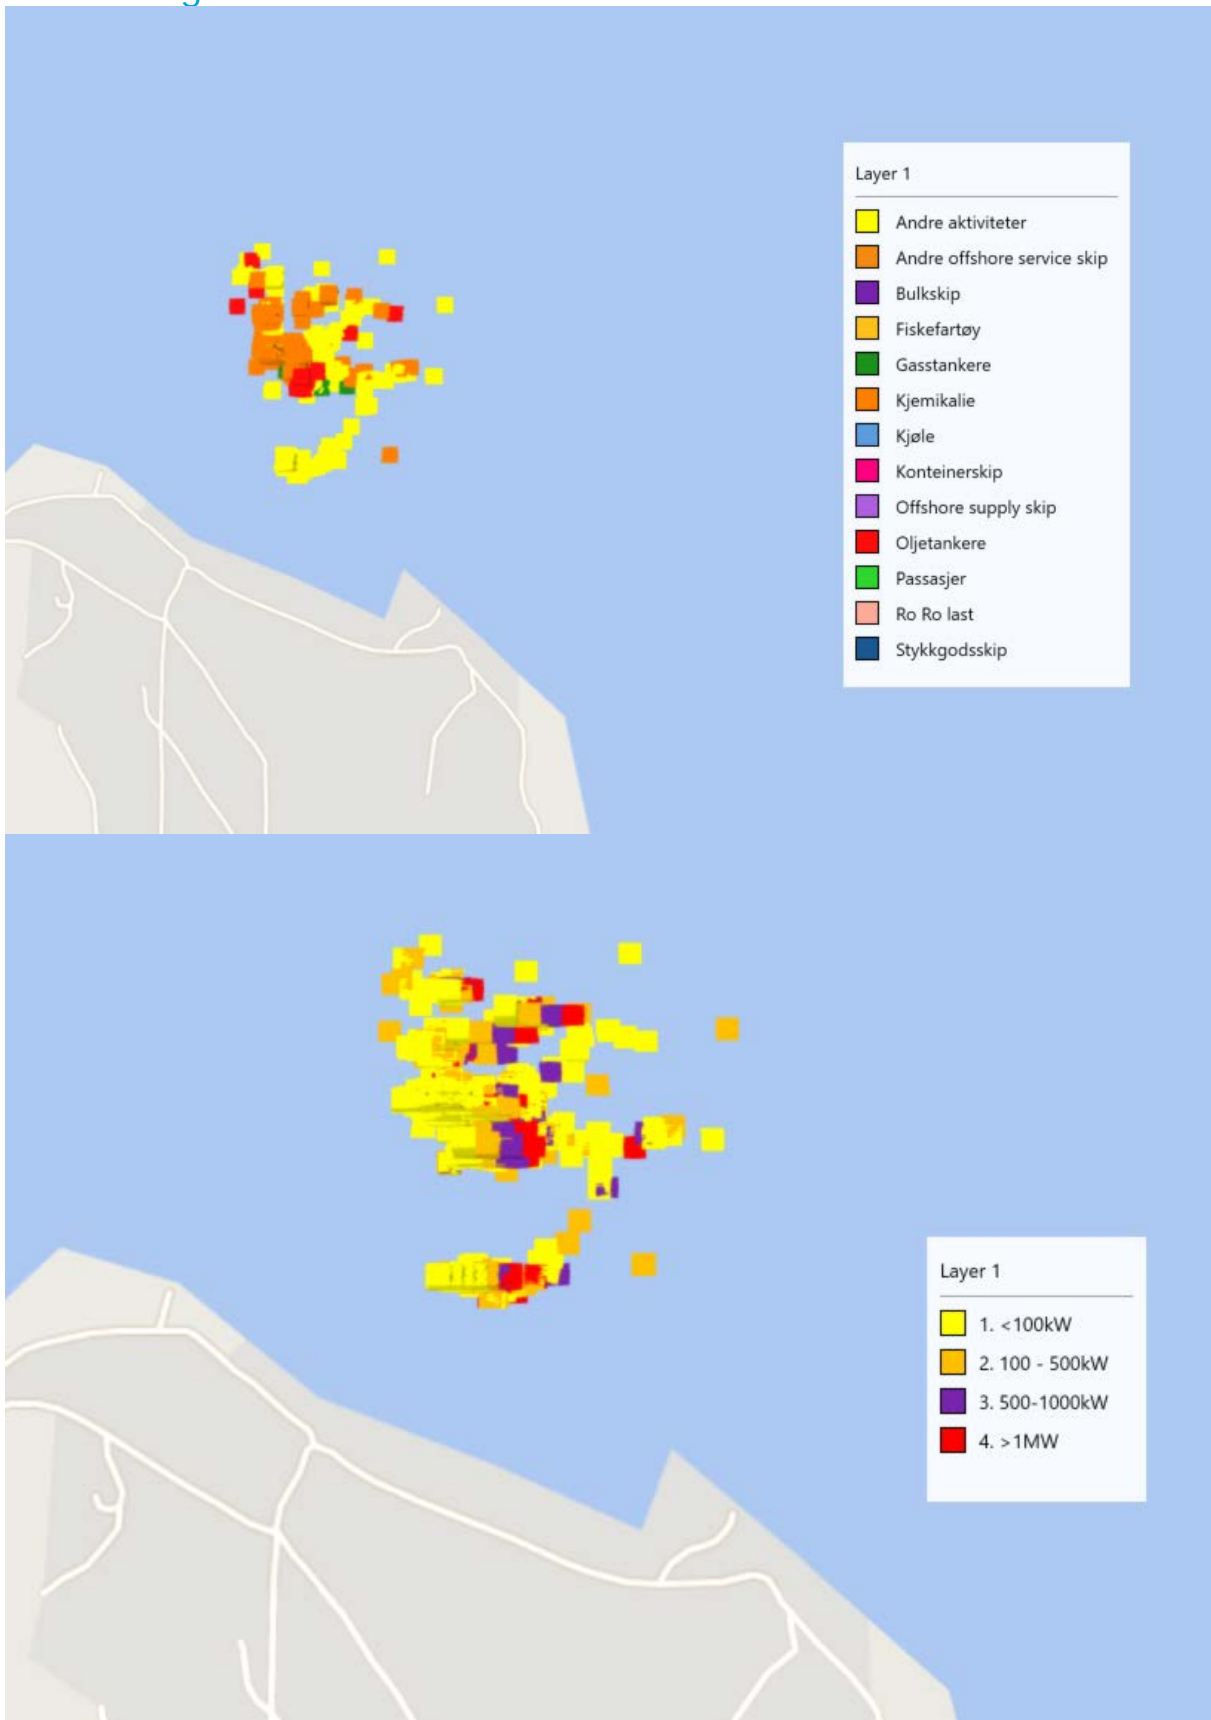 Layer 1
Andre aktiviteter
Andre offshore service skip
Bulkskip
Fiskefartøy
Gasstankere
Kjemikalie
Kjøle
Konteinerskip
Offshore supply skip
Oljetankere
Passasjer
Ro Ro last
Stykkgodsskip
Layer 1
1. <100kW
2. 100 - 500kW
3. 500-1000kW
4. >1MW